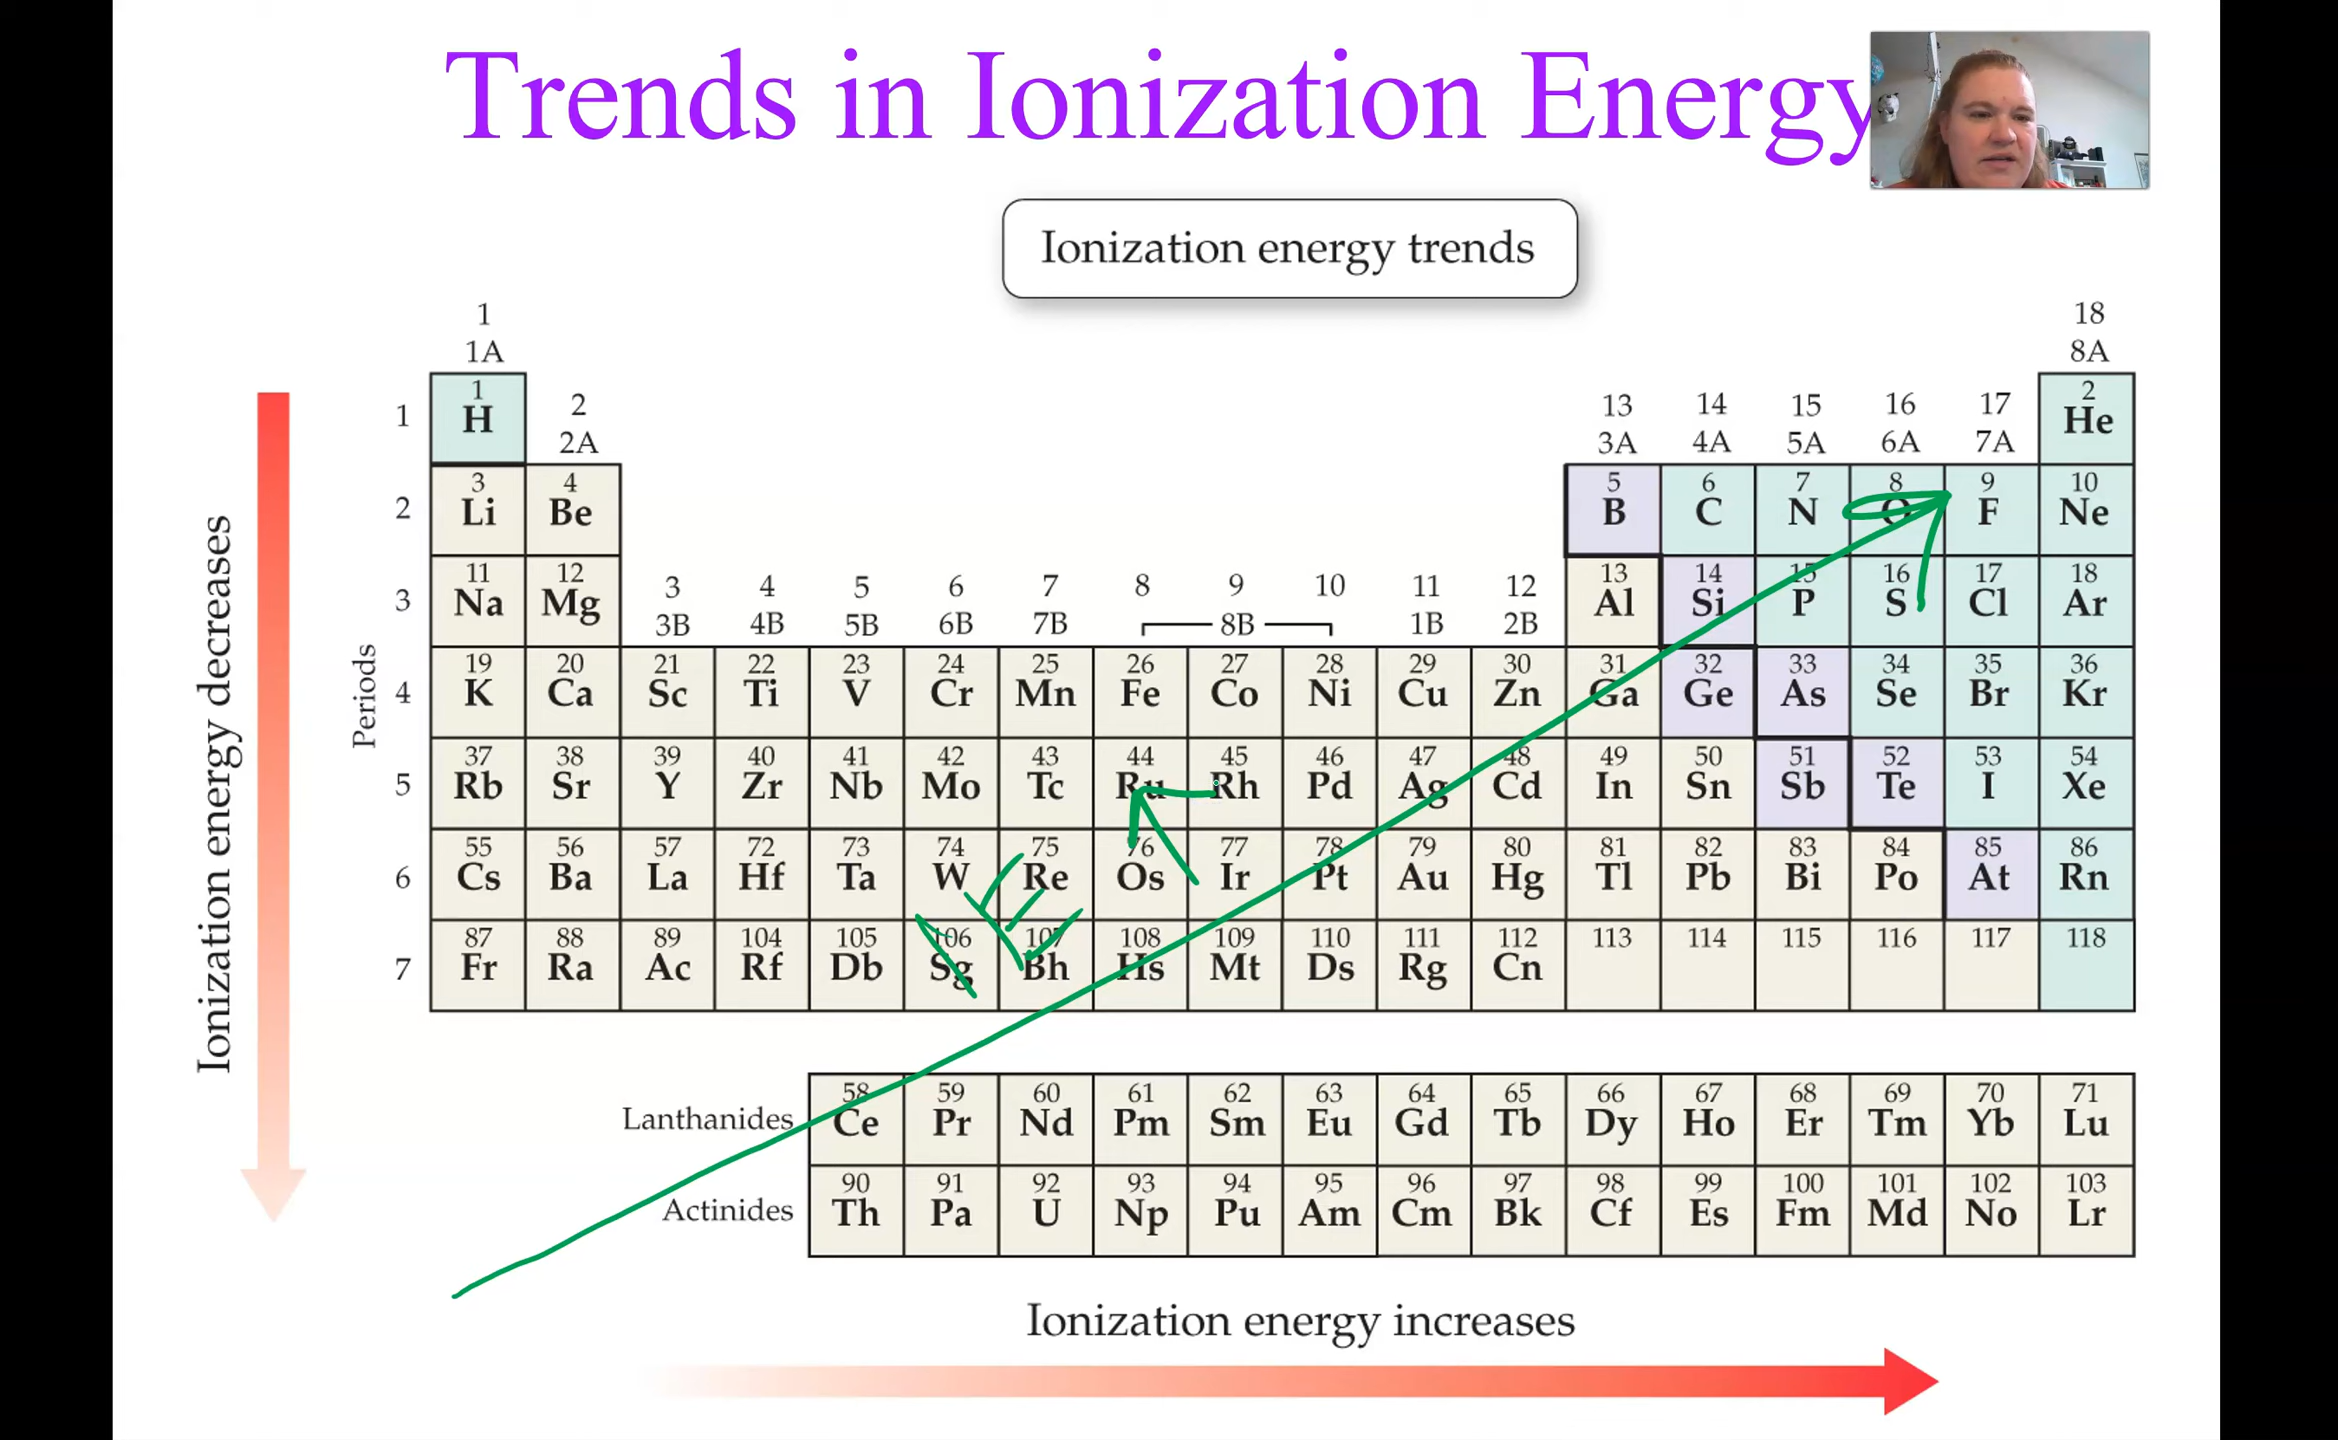 Trends in Ionization Energy
Ionization energy trends
1 18
1A 8A
1 1 H 2 13 14 15 16 17 2 He
2A 3A 4A 5A 6A 7A
2 3 Li 4 Be 5 B 6 C 7 N 8 O 9 F 10 Ne
3 11 Na 12 Mg 3 4 5 6 7 8 9 10 11 12 13 Al 14 Si 15 P 16 S 17 Cl 18 Ar
3B 4B 5B 6B 7B 8B 1B 2B
4 19 K 20 Ca 21 Sc 22 Ti 23 V 24 Cr 25 Mn 26 Fe 27 Co 28 Ni 29 Cu 30 Zn 31 Ga 32 Ge 33 As 34 Se 35 Br 36 Kr
5 37 Rb 38 Sr 39 Y 40 Zr 41 Nb 42 Mo 43 Tc 44 Ru 45 Rh 46 Pd 47 Ag 48 Cd 49 In 50 Sn 51 Sb 52 Te 53 I 54 Xe
6 55 Cs 56 Ba 57 La 72 Hf 73 Ta 74 W 75 Re 76 Os 77 Ir 78 Pt 79 Au 80 Hg 81 Tl 82 Pb 83 Bi 84 Po 85 At 86 Rn
7 87 Fr 88 Ra 89 Ac 104 Rf 105 Db 106 Sg 107 Bh 108 Hs 109 Mt 110 Ds 111 Rg 112 Cn 113 114 115 116 117 118
IE
Periods
Ionization energy decreases
Lanthanides 58 Ce 59 Pr 60 Nd 61 Pm 62 Sm 63 Eu 64 Gd 65 Tb 66 Dy 67 Ho 68 Er 69 Tm 70 Yb 71 Lu
Actinides 90 Th 91 Pa 92 U 93 Np 94 Pu 95 Am 96 Cm 97 Bk 98 Cf 99 Es 100 Fm 101 Md 102 No 103 Lr
Ionization energy increases